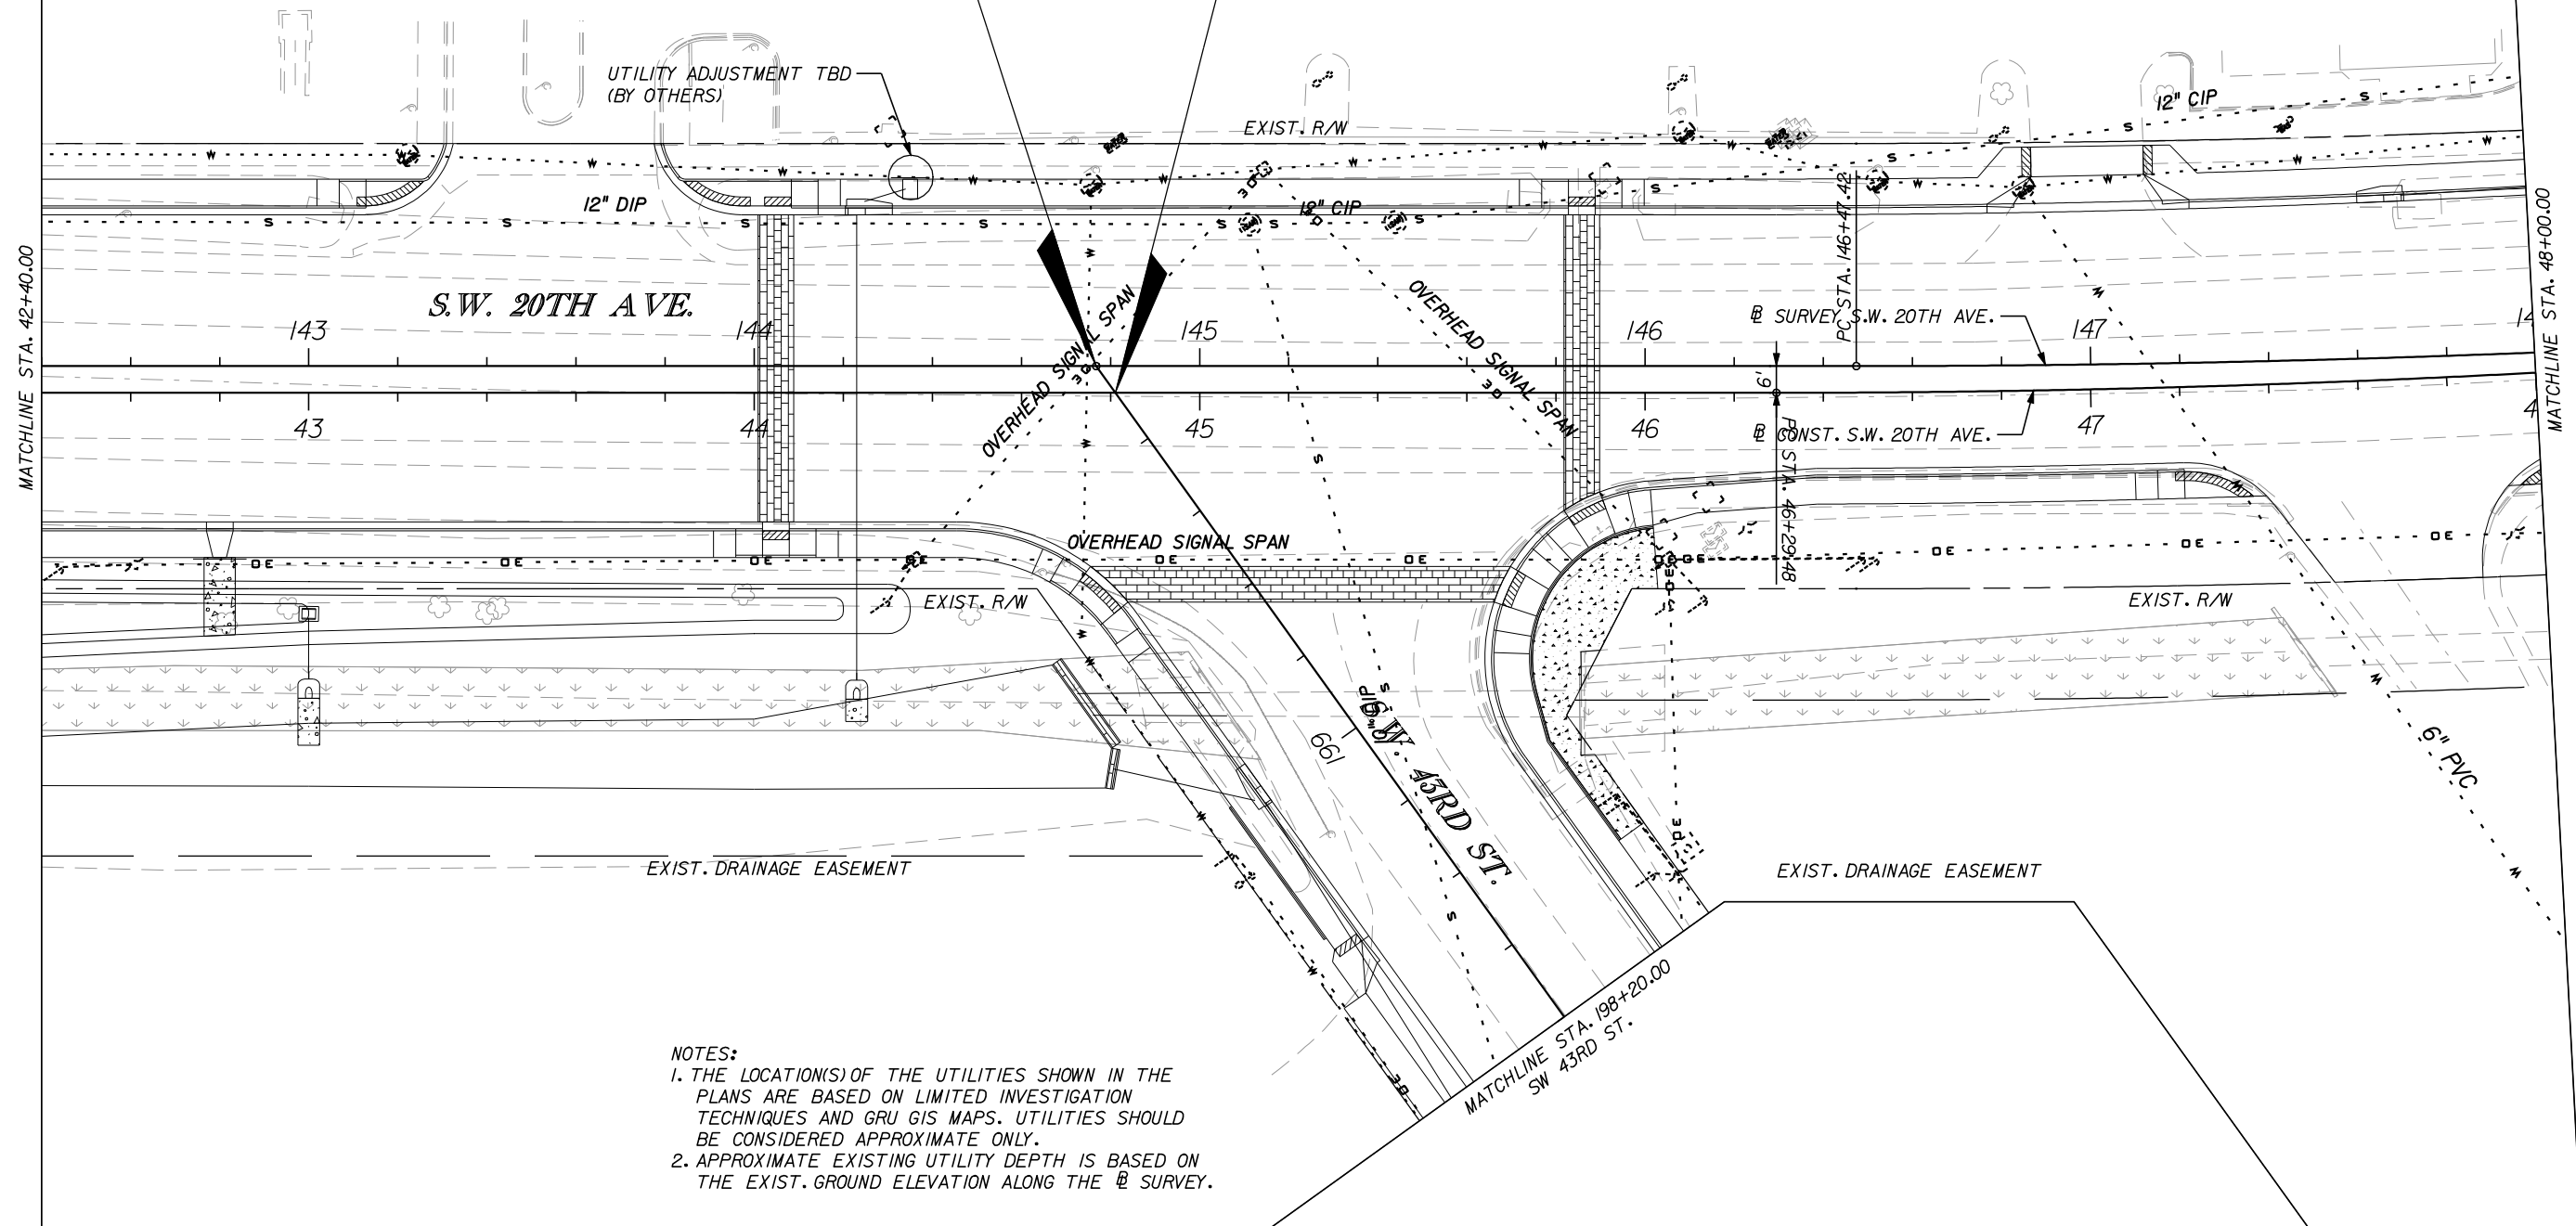 UTILITY ADJUSTMENT TBD
(BY OTHERS)
EXIST. R/W
12" CIP
12" DIP
12" CIP
MATCHLINE STA. 42+40.00
MATCHLINE STA. 48+00.00
S.W. 20TH AVE.
143
144
145
146
147
PC STA. 146+47.42
OVERHEAD SIGNAL SPAN
OVERHEAD SIGNAL SPAN
B SURVEY S.W. 20TH AVE.
6'
43
44
45
46
47
B CONST. S.W. 20TH AVE.
PC STA. 46+29.48
OVERHEAD SIGNAL SPAN
EXIST. R/W
EXIST. R/W
199
S.W. 43RD ST.
6" PVC
EXIST. DRAINAGE EASEMENT
EXIST. DRAINAGE EASEMENT
MATCHLINE STA. 198+20.00
SW 43RD ST.
NOTES:
1. THE LOCATION(S) OF THE UTILITIES SHOWN IN THE
PLANS ARE BASED ON LIMITED INVESTIGATION
TECHNIQUES AND GRU GIS MAPS. UTILITIES SHOULD
BE CONSIDERED APPROXIMATE ONLY.
2. APPROXIMATE EXISTING UTILITY DEPTH IS BASED ON
THE EXIST. GROUND ELEVATION ALONG THE B SURVEY.